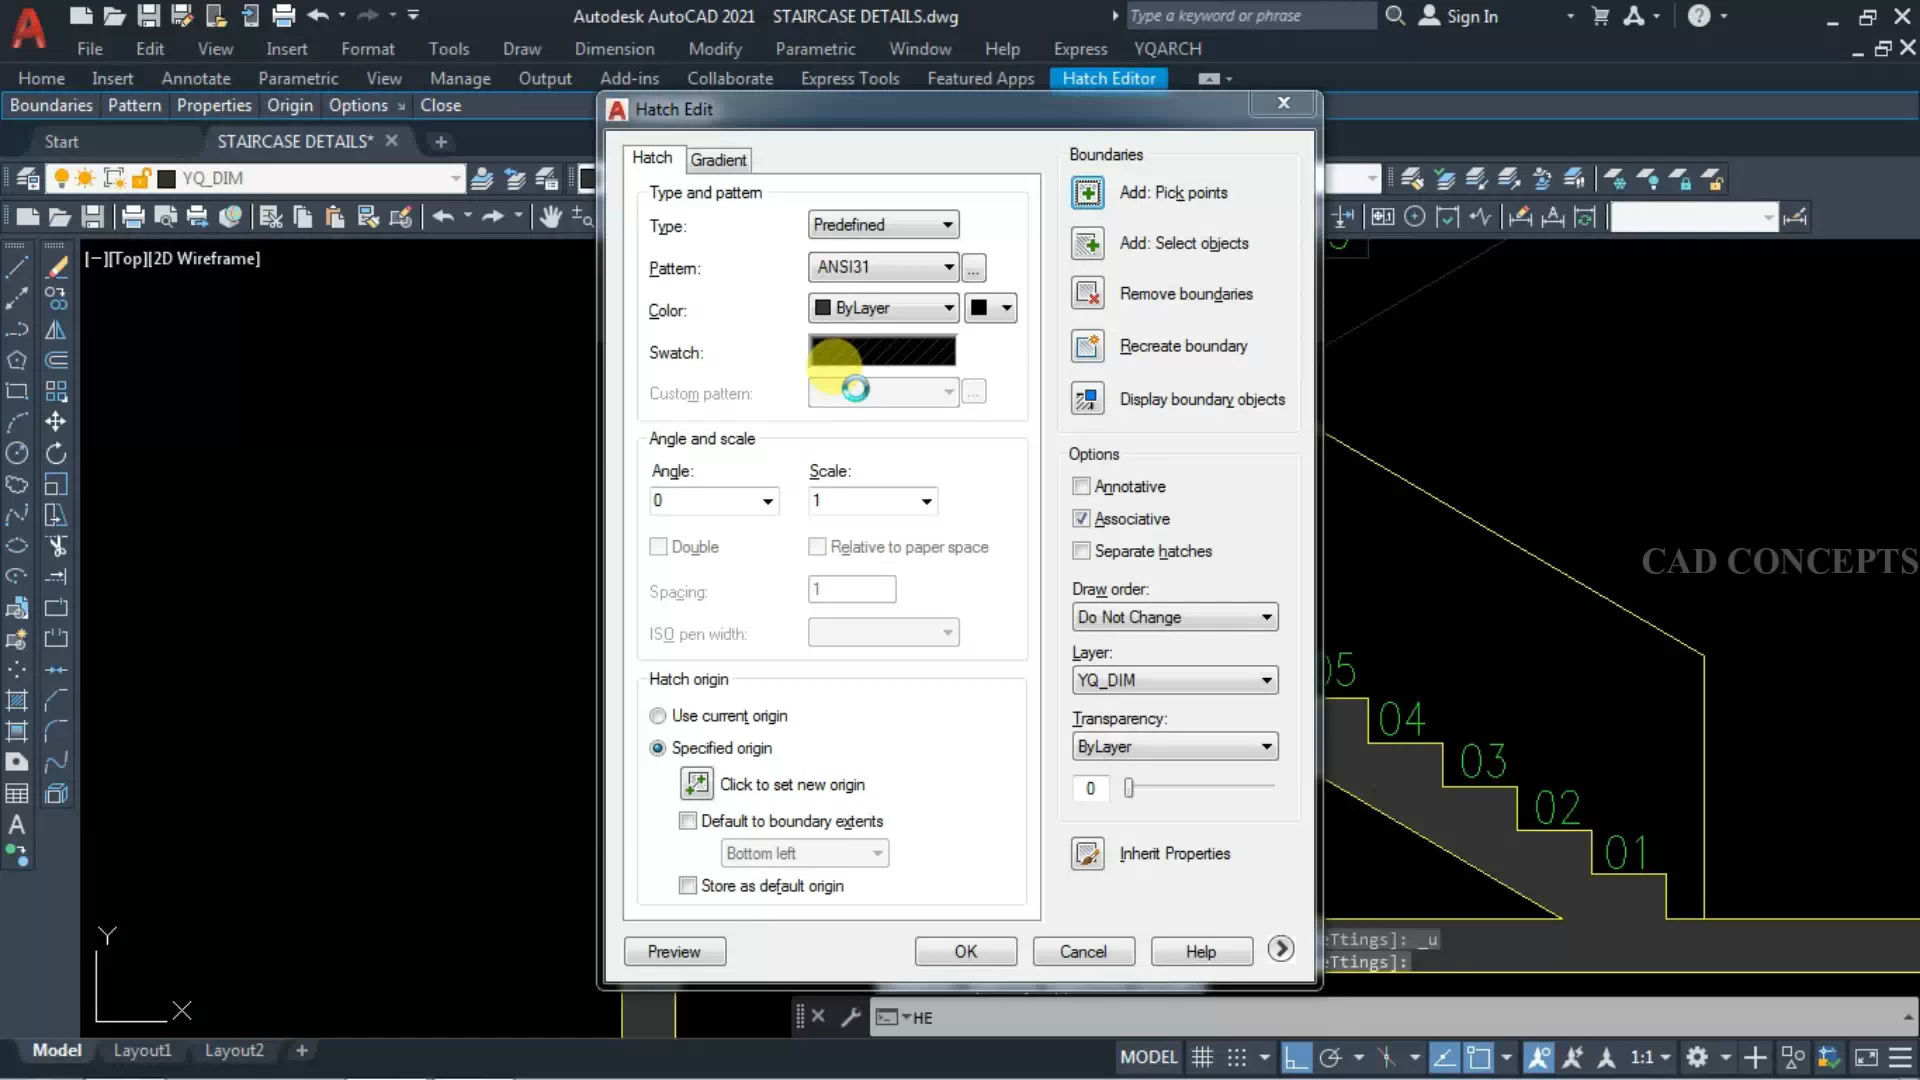 Autodesk AutoCAD 2021 STAIRCASE DETAILS.dwg
Type a keyword or phrase
Sign In
File Edit View Insert Format Tools Draw Dimension Modify Parametric Window Help Express YQARCH
Home Insert Annotate Parametric View Manage Output Add-ins Collaborate Express Tools Featured Apps Hatch Editor
Boundaries Pattern Properties Origin Options Close
Start STAIRCASE DETAILS*
YQ_DIM
[−][Top][2D Wireframe]
Hatch Edit
Hatch Gradient
Type and pattern
Type: Predefined
Pattern: ANSI31 ...
Color: ByLayer
Swatch:
Custom pattern: ...
Angle and scale
Angle: Scale:
0 1
Double Relative to paper space
Spacing: 1
ISO pen width:
Hatch origin
Use current origin
Specified origin
Click to set new origin
Default to boundary extents
Bottom left
Store as default origin
Boundaries
Add: Pick points
Add: Select objects
Remove boundaries
Recreate boundary
Display boundary objects
Options
Annotative
Associative
Separate hatches
Draw order:
Do Not Change
Layer:
YQ_DIM
Transparency:
ByLayer
0
Inherit Properties
Preview OK Cancel Help
CAD CONCEPTS
05
04
03
02
01
eTtings]: _u
eTtings]:
HE
Y
X
Model Layout1 Layout2 +
MODEL 1:1